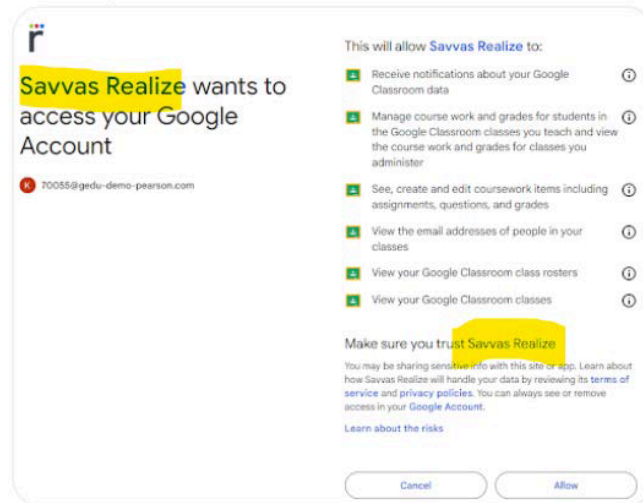 r
Savvas Realize wants to
access your Google
Account
K 70055@gedu-demo-pearson.com
This will allow Savvas Realize to:
Receive notifications about your Google
Classroom data
Manage course work and grades for students in
the Google Classroom classes you teach and view
the course work and grades for classes you
administer
See, create and edit coursework items including
assignments, questions, and grades
View the email addresses of people in your
classes
View your Google Classroom class rosters
View your Google Classroom classes
Make sure you trust Savvas Realize
You may be sharing sensitive info with this site or app. Learn about
how Savvas Realize will handle your data by reviewing its terms of
service and privacy policies. You can always see or remove
access in your Google Account.
Learn about the risks
Cancel Allow